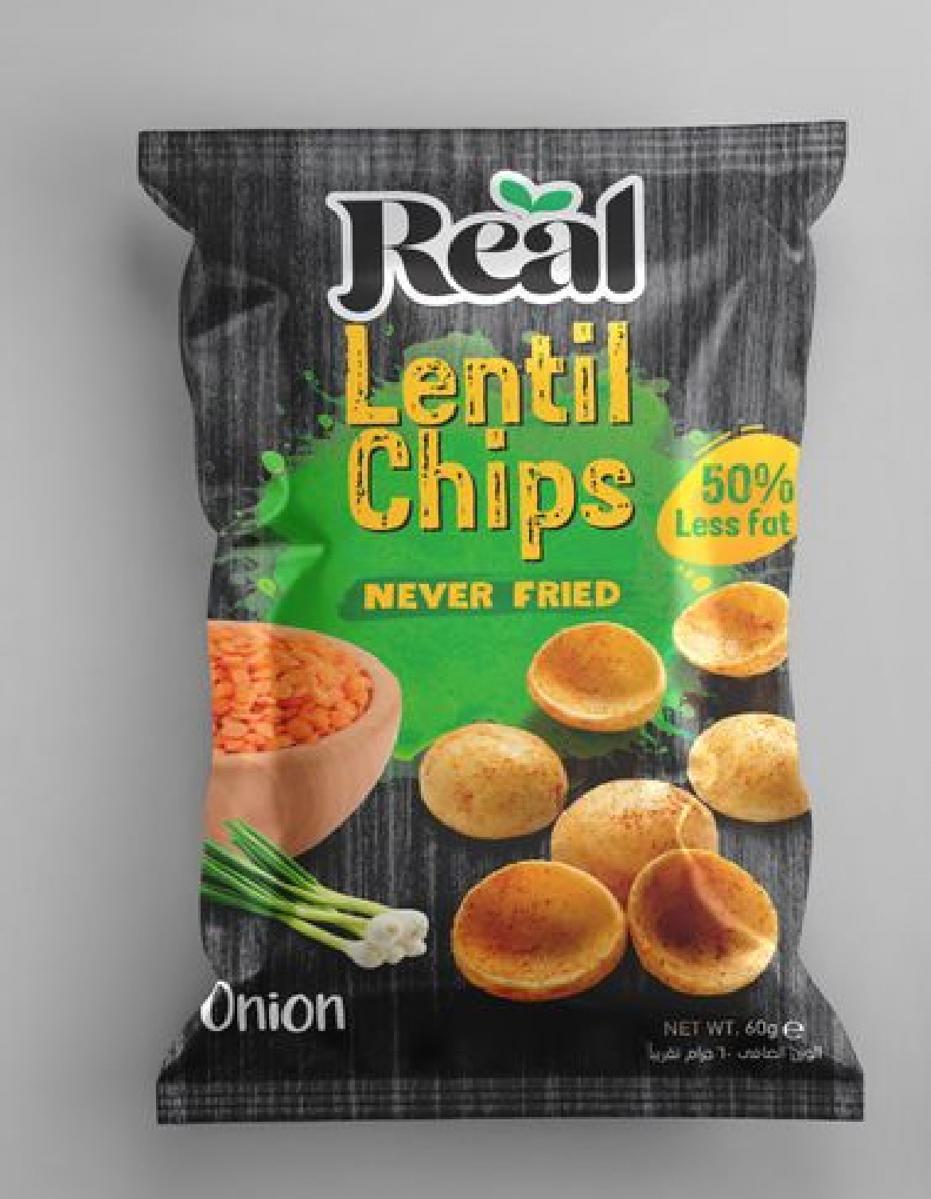 Real
Lentil
Chips
50%
Less fat
NEVER FRIED
Onion
NET WT. 60g e
الوزن الصافي ٦٠ جرام تقريباً